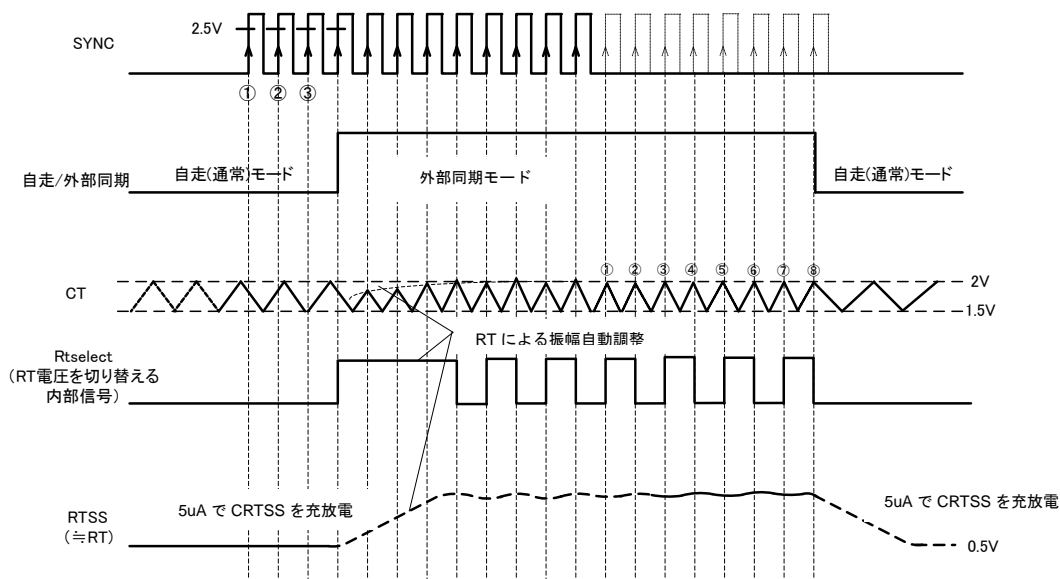 2.5V
SYNC
① ② ③
自走(通常)モード
外部同期モード
自走(通常)モード
自走/外部同期
① ② ③ ④ ⑤ ⑥ ⑦ ⑧
2V
CT
1.5V
RT による振幅自動調整
Rtselect
(RT電圧を切り替える
内部信号)
5uA で CRTSS を充放電
5uA で CRTSS を充放電
RTSS
(≒RT)
0.5V